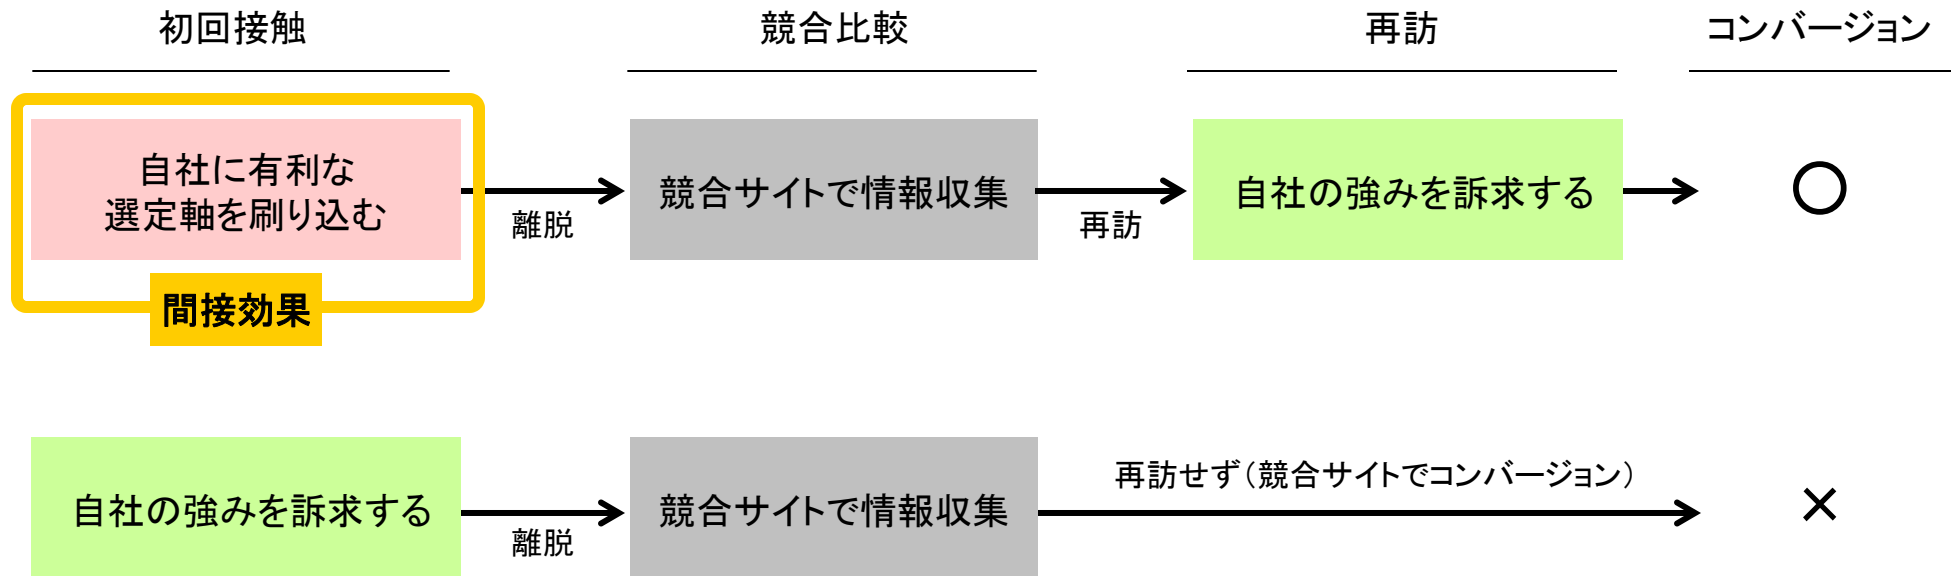 初回接触
競合比較
再訪
コンバージョン
自社に有利な
選定軸を刷り込む
離脱
競合サイトで情報収集
再訪
自社の強みを訴求する
○
間接効果
自社の強みを訴求する
離脱
競合サイトで情報収集
再訪せず（競合サイトでコンバージョン）
×